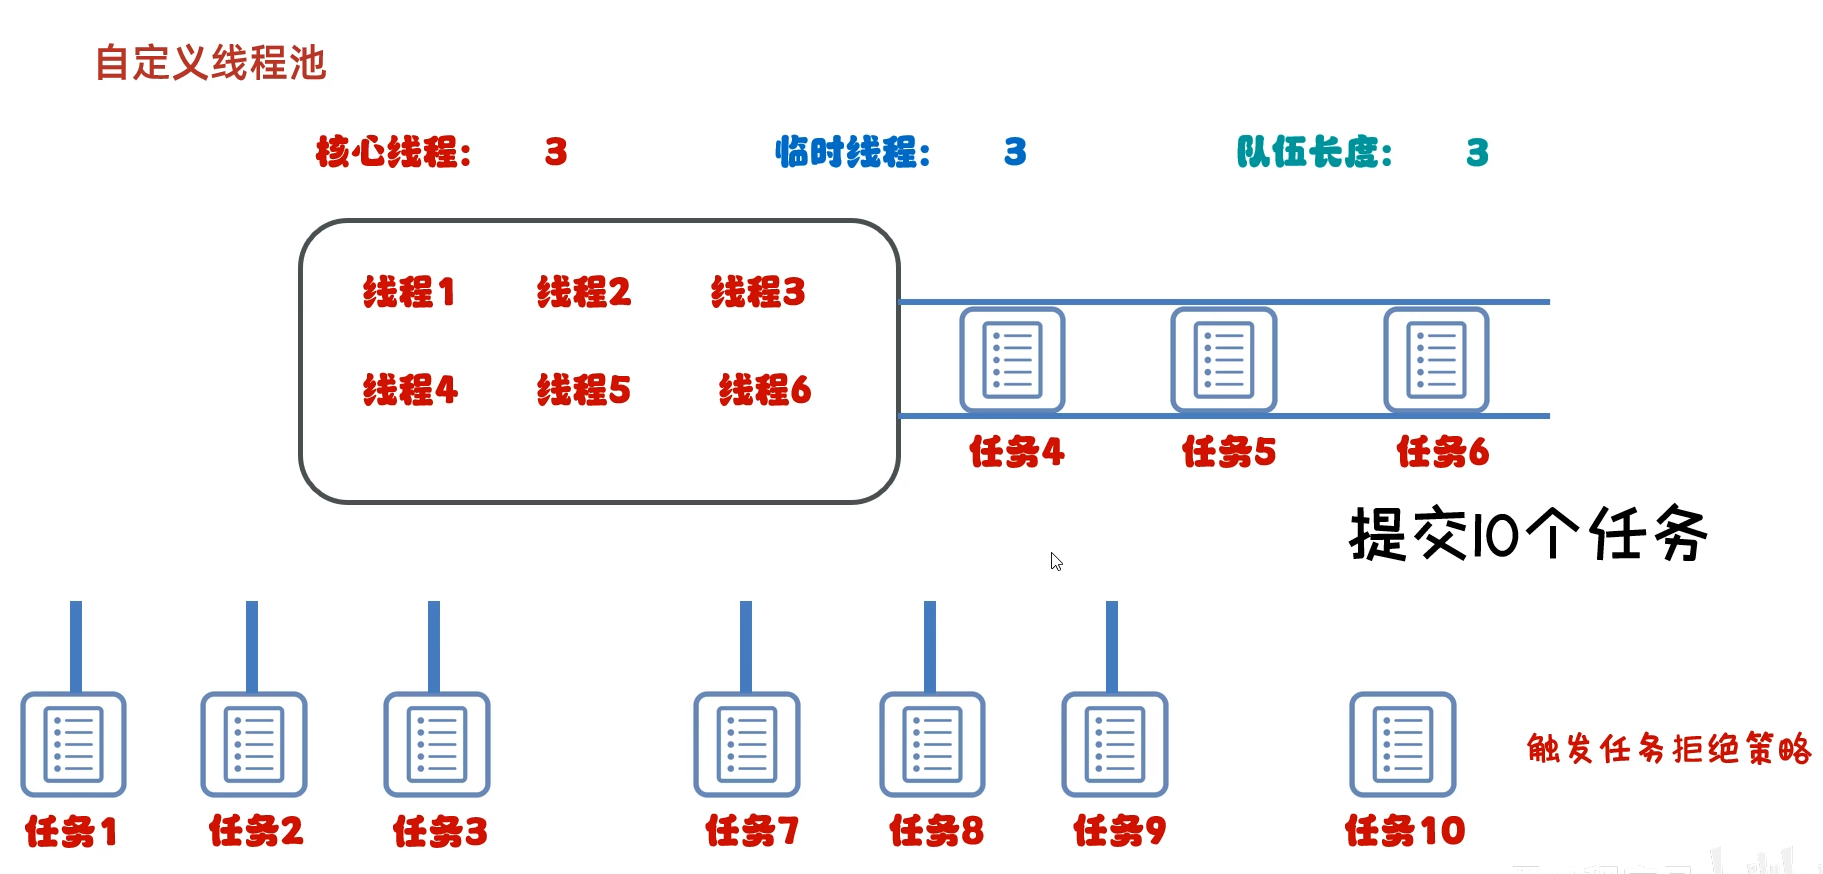 自定义线程池
核心线程: 3 临时线程: 3 队伍长度: 3
线程1 线程2 线程3
线程4 线程5 线程6
任务4 任务5 任务6
提交10个任务
触发任务拒绝策略
任务1 任务2 任务3 任务7 任务8 任务9 任务10